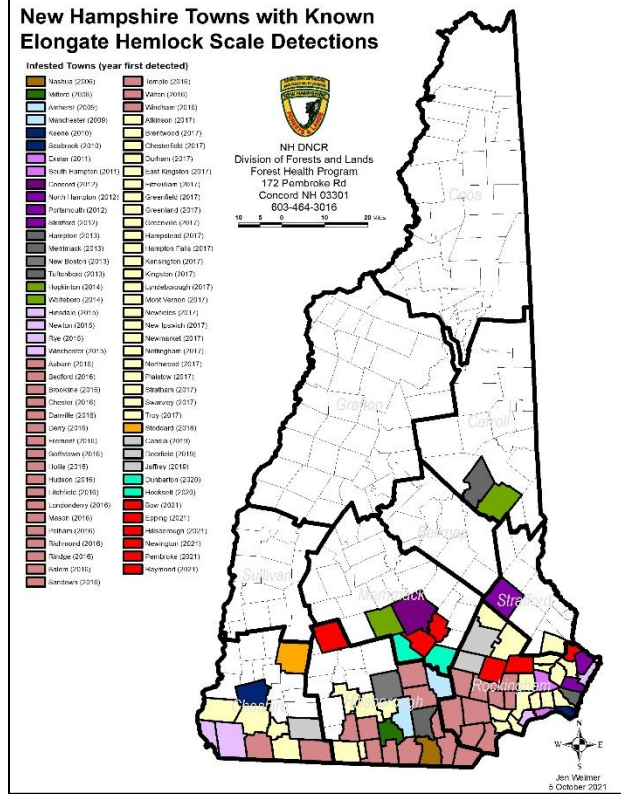 New Hampshire Towns with Known
Elongate Hemlock Scale Detections
Infested Towns (year first detected)
Nashua (2006)
Milford (2008)
Amherst (2009)
Manchester (2009)
Keene (2010)
Seabrook (2010)
Exeter (2011)
South Hampton (2011)
Concord (2012)
North Hampton (2012)
Portsmouth (2012)
Strafford (2012)
Hampton (2013)
Merrimack (2013)
New Boston (2013)
Tuftonboro (2013)
Hopkinton (2014)
Wolfeboro (2014)
Hinsdale (2015)
Newton (2015)
Rye (2015)
Winchester (2015)
Auburn (2016)
Bedford (2016)
Brookline (2016)
Chester (2016)
Danville (2016)
Derry (2016)
Fremont (2016)
Goffstown (2016)
Hollis (2016)
Hudson (2016)
Litchfield (2016)
Londonderry (2016)
Mason (2016)
Pelham (2016)
Richmond (2016)
Rindge (2016)
Salem (2016)
Sandown (2016)
Temple (2016)
Wilton (2016)
Windham (2016)
Atkinson (2017)
Brentwood (2017)
Chesterfield (2017)
Durham (2017)
East Kingston (2017)
Fitzwilliam (2017)
Greenfield (2017)
Greenland (2017)
Greenville (2017)
Hampstead (2017)
Hampton Falls (2017)
Kensington (2017)
Kingston (2017)
Lyndeborough (2017)
Mont Vernon (2017)
Newfields (2017)
New Ipswich (2017)
Newmarket (2017)
Nottingham (2017)
Northwood (2017)
Plaistow (2017)
Stratham (2017)
Swanzey (2017)
Troy (2017)
Stoddard (2018)
Candia (2019)
Deerfield (2019)
Jaffrey (2019)
Dunbarton (2020)
Hooksett (2020)
Bow (2021)
Epping (2021)
Hillsborough (2021)
Newington (2021)
Pembroke (2021)
Raymond (2021)
NEW HAMPSHIRE
FORESTS & LANDS
NH DNCR
Division of Forests and Lands
Forest Health Program
172 Pembroke Rd
Concord NH 03301
603-464-3016
10 5 0 10 20 Miles
Coos
Grafton
Carroll
Belknap
Sullivan
Merrimack
Strafford
Cheshire
Hillsborough
Rockingham
N
W E
S
Jen Weimer
5 October 2021